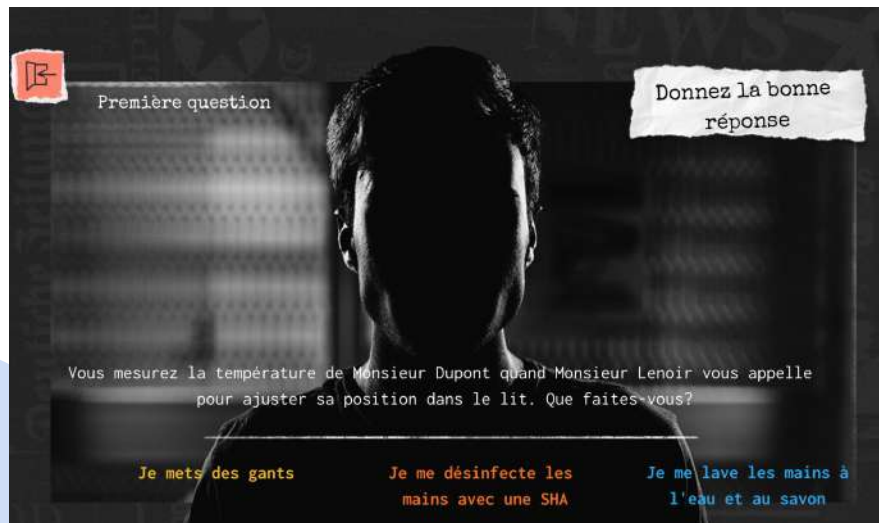 Première question
Donnez la bonne
réponse
Vous mesurez la température de Monsieur Dupont quand Monsieur Lenoir vous appelle
pour ajuster sa position dans le lit. Que faites-vous?
Je mets des gants
Je me désinfecte les
mains avec une SHA
Je me lave les mains à
l'eau et au savon
NEWS